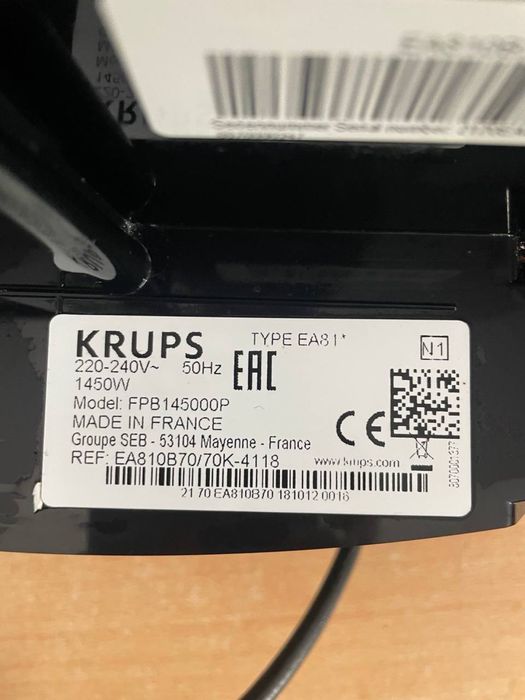 KRUPS TYPE EA81*
220-240V~ 50Hz EAC
1450W
N1
Model: FPB145000P
MADE IN FRANCE
Groupe SEB - 53104 Mayenne - France
CE
REF: EA810B70/70K-4118 www.krups.com
21 70 EA810B70 181012 0016